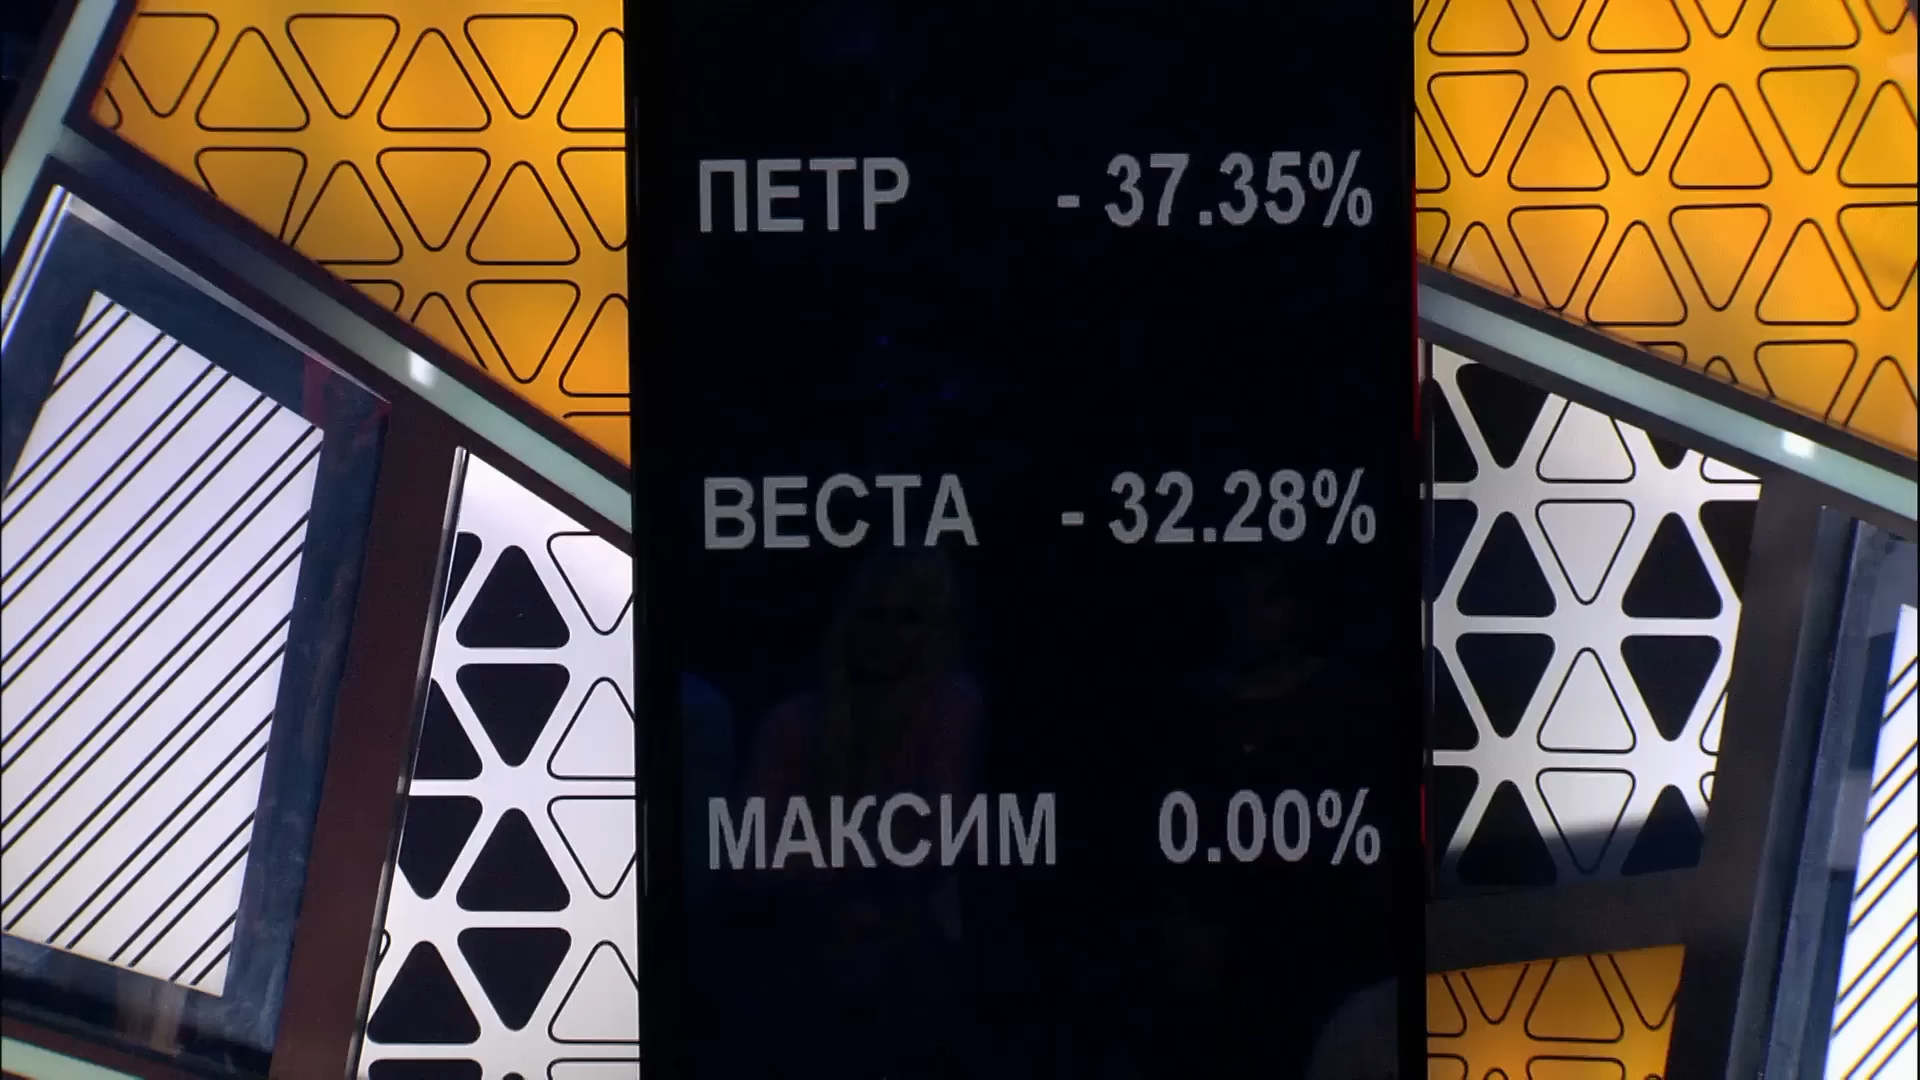 ПЕТР - 37.35%
ВЕСТА - 32.28%
МАКСИМ 0.00%